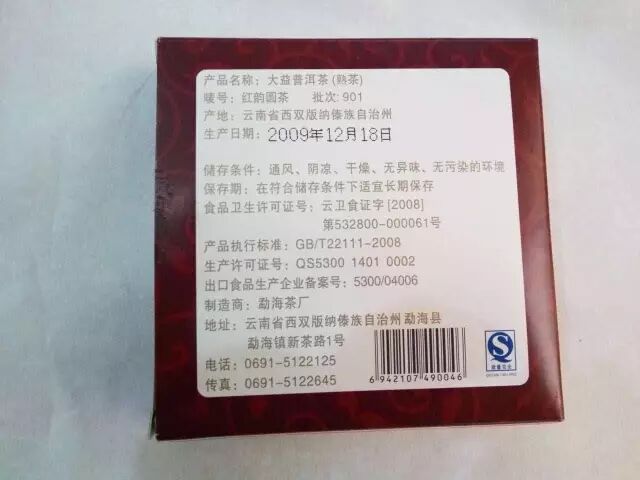 产品名称：大益普洱茶(熟茶)
唛号：红韵圆茶 批次：901
产地：云南省西双版纳傣族自治州
生产日期：2009年12月18日
储存条件：通风、阴凉、干燥、无异味、无污染的环境
保存期：在符合储存条件下适宜长期保存
食品卫生许可证号：云卫食证字[2008]
第532800-000061号
产品执行标准：GB/T22111-2008
生产许可证号：QS5300 1401 0002
出口食品生产企业备案号：5300/04006
制造商：勐海茶厂
地址：云南省西双版纳傣族自治州 勐海县
勐海镇新茶路1号
电话：0691-5122125
传真：0691-5122645
6 942107 490046
质量安全